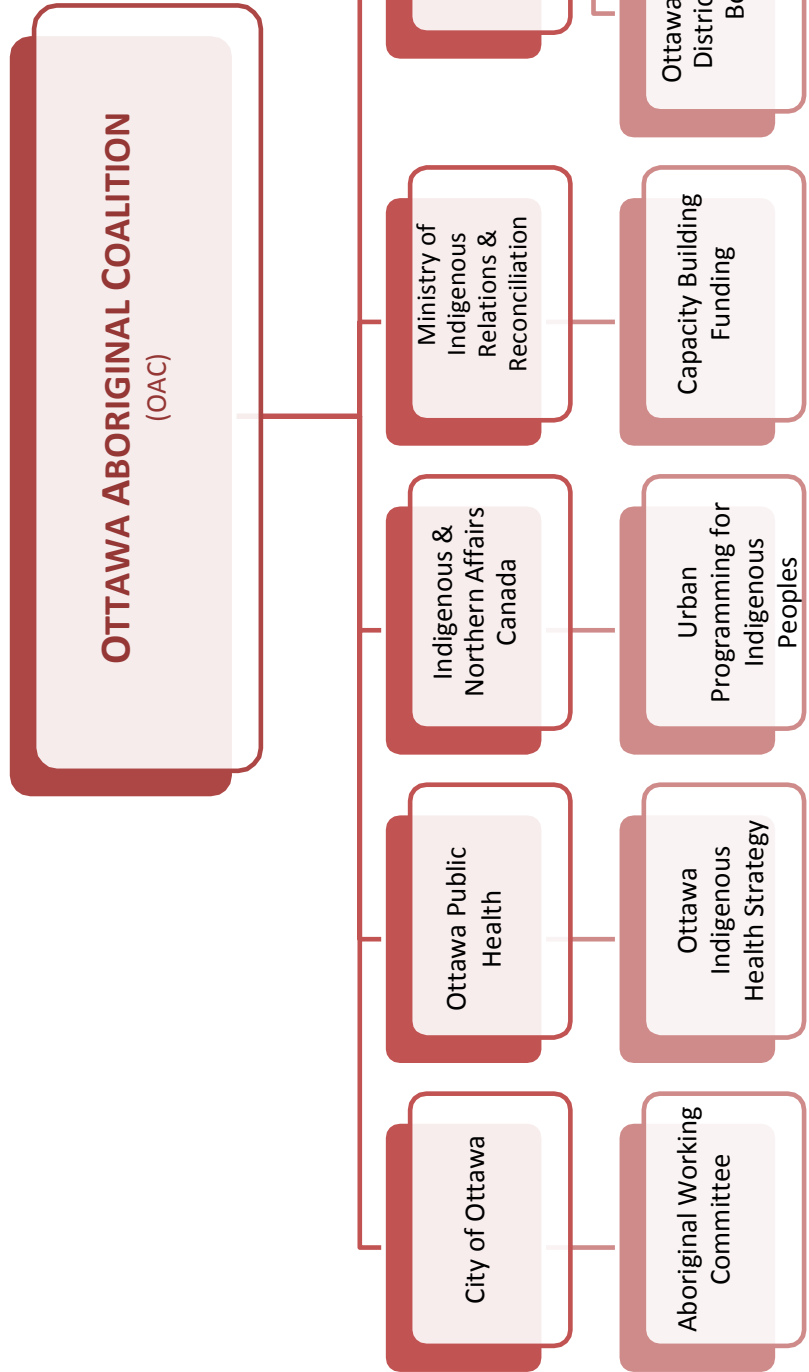 OTTAWA ABORIGINAL COALITION
(OAC)
City of Ottawa
Ottawa Public
Health
Indigenous &
Northern Affairs
Canada
Ministry of
Indigenous
Relations &
Reconciliation
Aboriginal Working
Committee
Ottawa
Indigenous
Health Strategy
Urban
Programming for
Indigenous
Peoples
Capacity Building
Funding
Ottawa